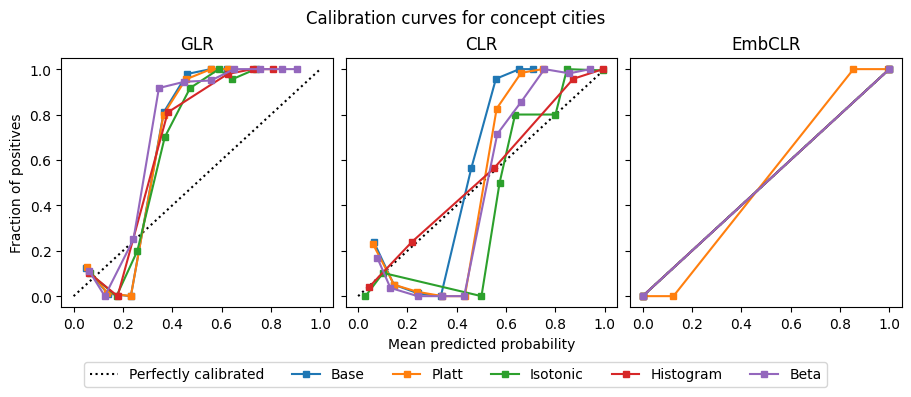 Calibration curves for concept cities
GLR
CLR
EmbCLR
Fraction of positives
1.0
0.8
0.6
0.4
0.2
0.0
0.0 0.2 0.4 0.6 0.8 1.0
0.0 0.2 0.4 0.6 0.8 1.0
0.0 0.2 0.4 0.6 0.8 1.0
Mean predicted probability
Perfectly calibrated Base Platt Isotonic Histogram Beta